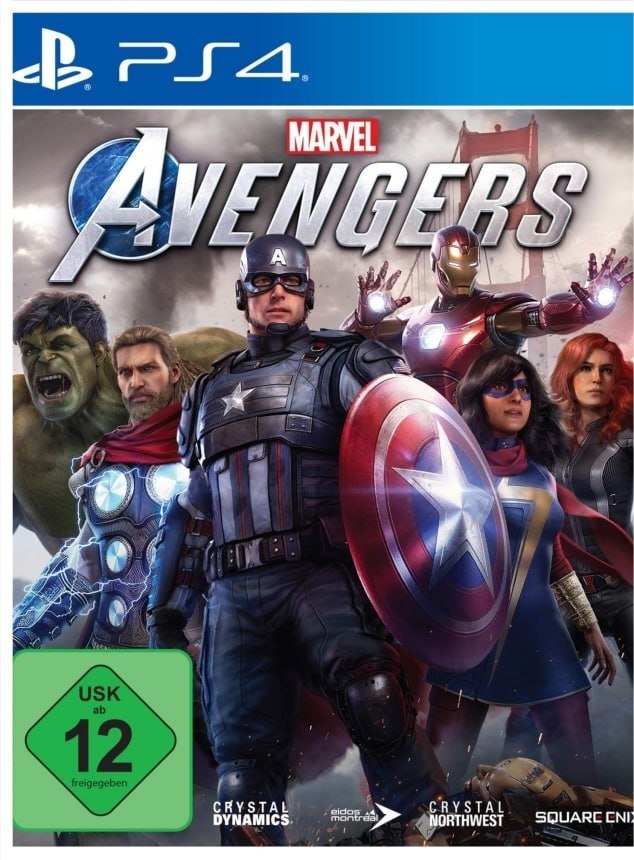 PS4
MARVEL
AVENGERS
A
USK
ab
12
freigegeben
CRYSTAL
DYNAMICS
eidos
montréal
CRYSTAL
NORTHWEST
SQUARE ENIX